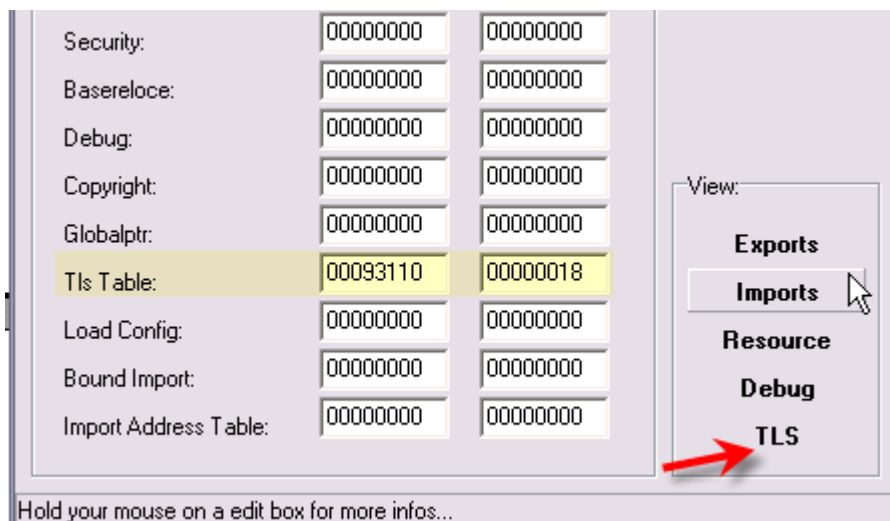 Security: 00000000 00000000
Basereloce: 00000000 00000000
Debug: 00000000 00000000
Copyright: 00000000 00000000
Globalptr: 00000000 00000000
Tls Table: 00093110 00000018
Load Config: 00000000 00000000
Bound Import: 00000000 00000000
Import Address Table: 00000000 00000000
View:
Exports
Imports
Resource
Debug
TLS
Hold your mouse on a edit box for more infos...